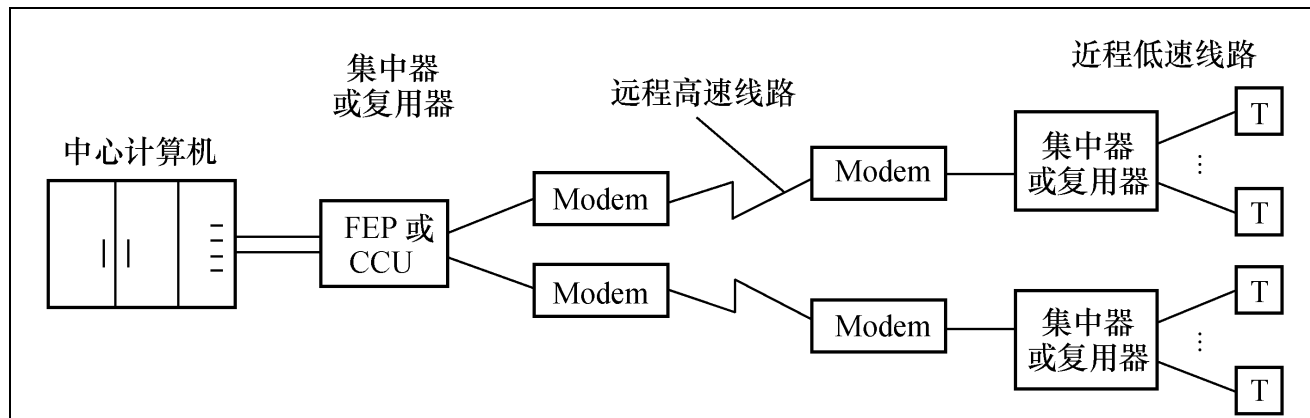 近程低速线路
集中器
或复用器
远程高速线路
中心计算机
T
集中器
或复用器
Modem
Modem
T
FEP 或
CCU
Modem
Modem
T
集中器
或复用器
T